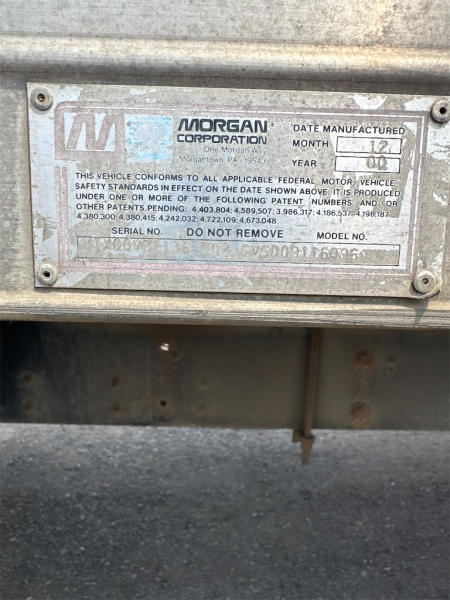 M
MORGAN
CORPORATION
One Morgan Way
Morgantown PA. 19543
DATE MANUFACTURED
MONTH 12
YEAR 00
THIS VEHICLE CONFORMS TO ALL APPLICABLE FEDERAL MOTOR VEHICLE
SAFETY STANDARDS IN EFFECT ON THE DATE SHOWN ABOVE. IT IS PRODUCED
UNDER ONE OR MORE OF THE FOLLOWING PATENT NUMBERS AND/OR
OTHER PATENTS PENDING: 4,403,804; 4,589,507; 3,986,317; 4,186,537; 4,198,187;
4,380,300; 4,380,415; 4,242,032; 4,722,109; 4,673,048.
SERIAL NO. DO NOT REMOVE MODEL NO.